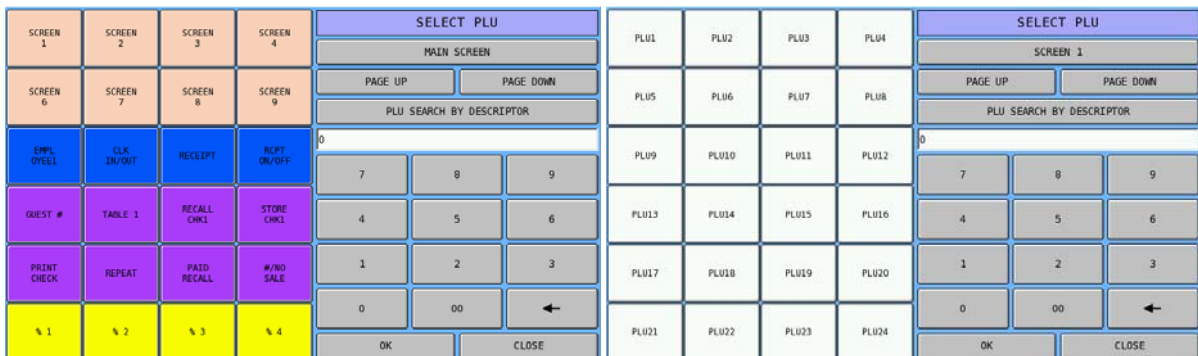 SCREEN 1
SCREEN 2
SCREEN 3
SCREEN 4
SCREEN 6
SCREEN 7
SCREEN 8
SCREEN 9
EMPL OYEE1
CLK IN/OUT
RECEIPT
RCPT ON/OFF
GUEST #
TABLE 1
RECALL CHK1
STORE CHK1
PRINT CHECK
REPEAT
PAID RECALL
#/NO SALE
% 1
% 2
% 3
% 4
SELECT PLU
MAIN SCREEN
PAGE UP
PAGE DOWN
PLU SEARCH BY DESCRIPTOR
0
7 8 9
4 5 6
1 2 3
0 00 ←
OK
CLOSE
PLU1 PLU2 PLU3 PLU4
PLU5 PLU6 PLU7 PLU8
PLU9 PLU10 PLU11 PLU12
PLU13 PLU14 PLU15 PLU16
PLU17 PLU18 PLU19 PLU20
PLU21 PLU22 PLU23 PLU24
SELECT PLU
SCREEN 1
PAGE UP
PAGE DOWN
PLU SEARCH BY DESCRIPTOR
0
7 8 9
4 5 6
1 2 3
0 00 ←
OK
CLOSE